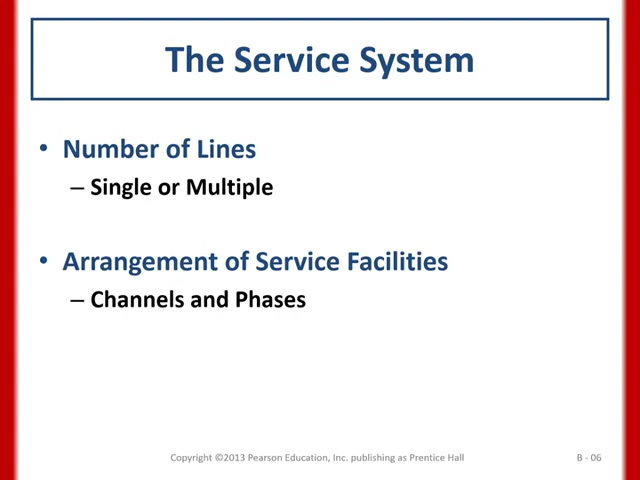 The Service System
• Number of Lines
– Single or Multiple
• Arrangement of Service Facilities
– Channels and Phases
Copyright ©2013 Pearson Education, Inc. publishing as Prentice Hall
B - 06